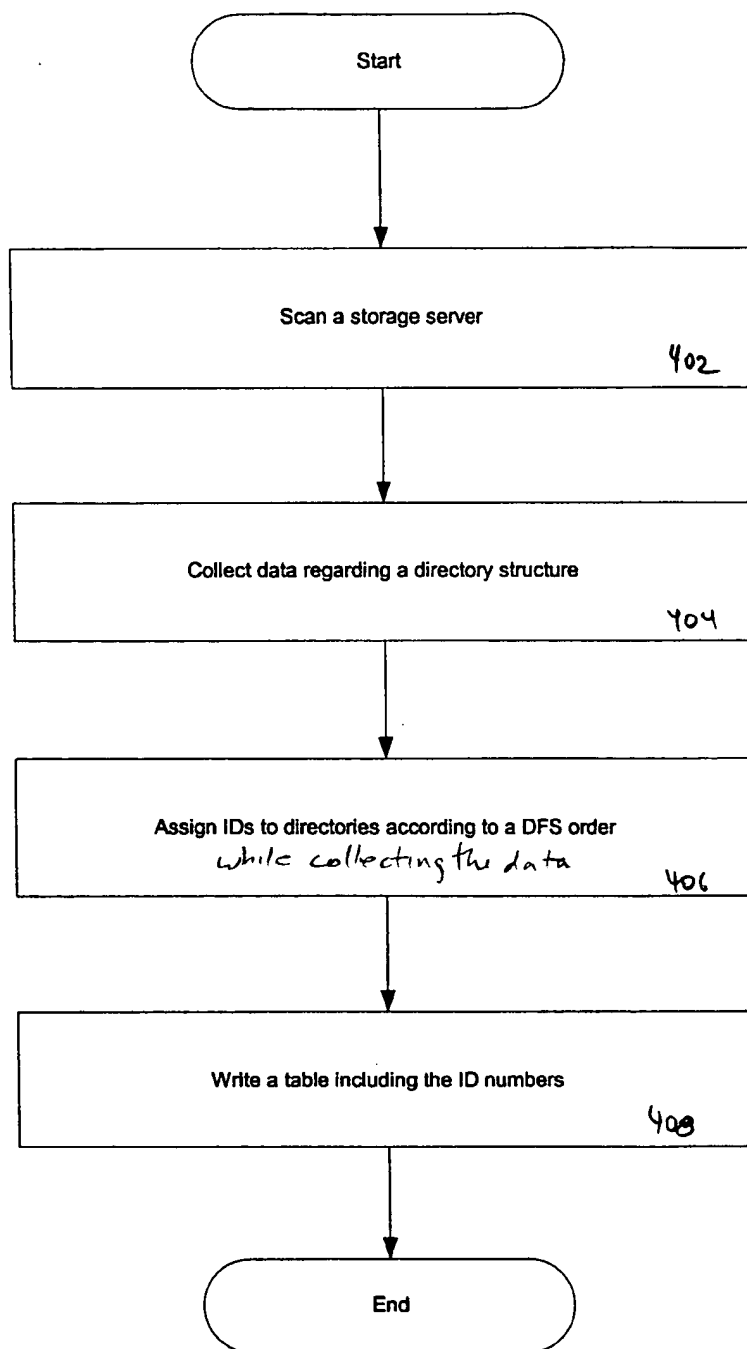 Start
Scan a storage server
402
Collect data regarding a directory structure
404
Assign IDs to directories according to a DFS order
while collecting the data
406
Write a table including the ID numbers
408
End